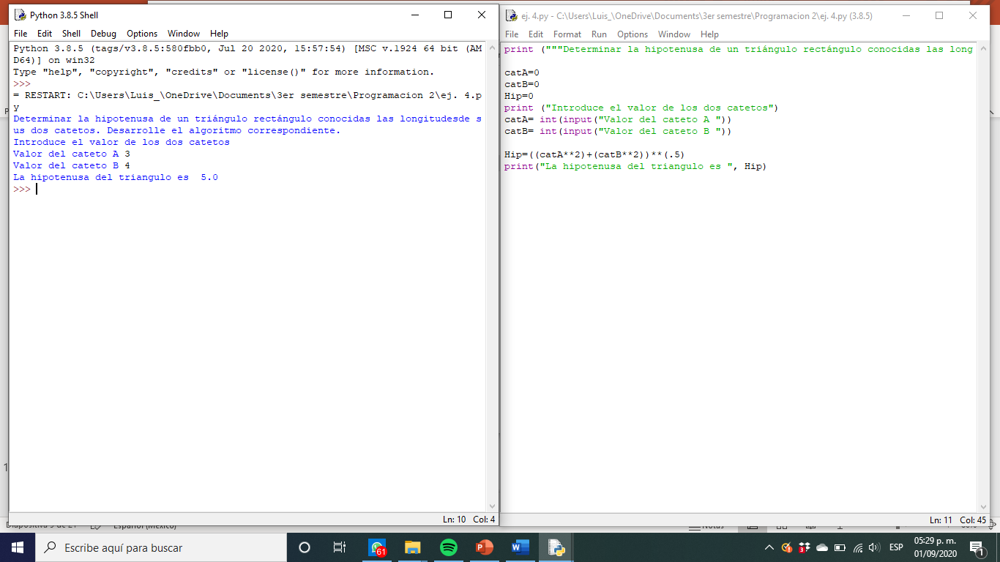 Python 3.8.5 Shell
File Edit Shell Debug Options Window Help
Python 3.8.5 (tags/v3.8.5:580fbb0, Jul 20 2020, 15:57:54) [MSC v.1924 64 bit (AM
D64)] on win32
Type "help", "copyright", "credits" or "license()" for more information.
>>>
= RESTART: C:\Users\Luis_\OneDrive\Documents\3er semestre\Programacion 2\ej. 4.p
y
Determinar la hipotenusa de un triángulo rectángulo conocidas las longitudesde s
us dos catetos. Desarrolle el algoritmo correspondiente.
Introduce el valor de los dos catetos
Valor del cateto A 3
Valor del cateto B 4
La hipotenusa del triangulo es  5.0
>>>
Ln: 10 Col: 4
ej. 4.py - C:\Users\Luis_\OneDrive\Documents\3er semestre\Programacion 2\ej. 4.py (3.8.5)
File Edit Format Run Options Window Help
print ("""Determinar la hipotenusa de un triángulo rectángulo conocidas las long
catA=0
catB=0
Hip=0
print ("Introduce el valor de los dos catetos")
catA= int(input("Valor del cateto A "))
catB= int(input("Valor del cateto B "))
Hip=((catA**2)+(catB**2))**(.5)
print("La hipotenusa del triangulo es ", Hip)
Ln: 11 Col: 45
Español (México)
Notas
Escribe aquí para buscar
61
3
ESP
05:29 p. m.
01/09/2020
1